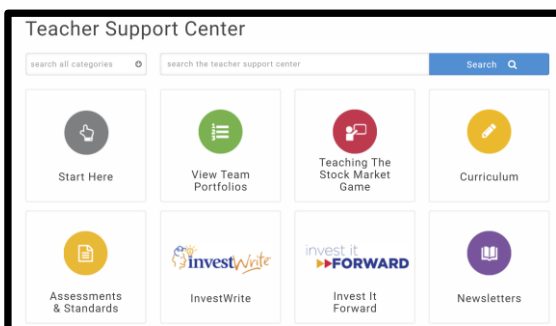 Teacher Support Center
search all categories
search the teacher support center
Search
Start Here
View Team
Portfolios
Teaching The
Stock Market
Game
Curriculum
Assessments
& Standards
InvestWrite
InvestWrite
invest it
FORWARD
Invest It
Forward
Newsletters